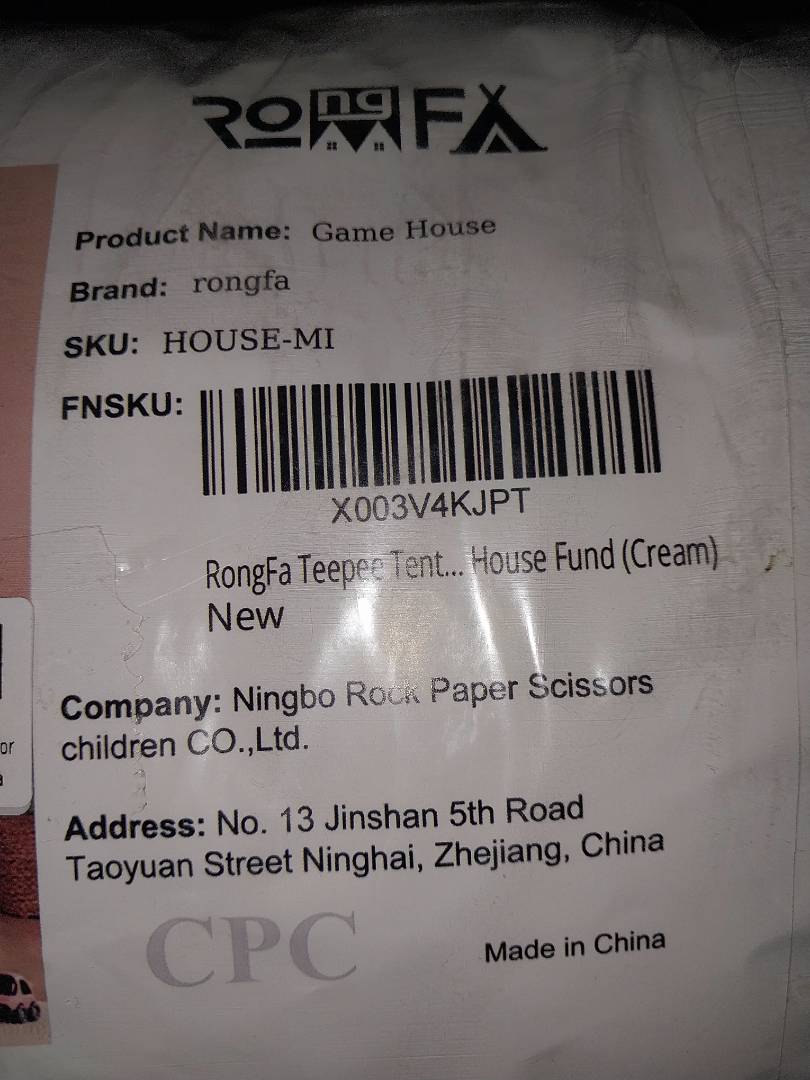 RongFA
Product Name: Game House
Brand: rongfa
SKU: HOUSE-MI
FNSKU:
X003V4KJPT
RongFa Teepee Tent... House Fund (Cream)
New
Company: Ningbo Rock Paper Scissors
children CO.,Ltd.
or
Address: No. 13 Jinshan 5th Road
Taoyuan Street Ninghai, Zhejiang, China
CPC
Made in China